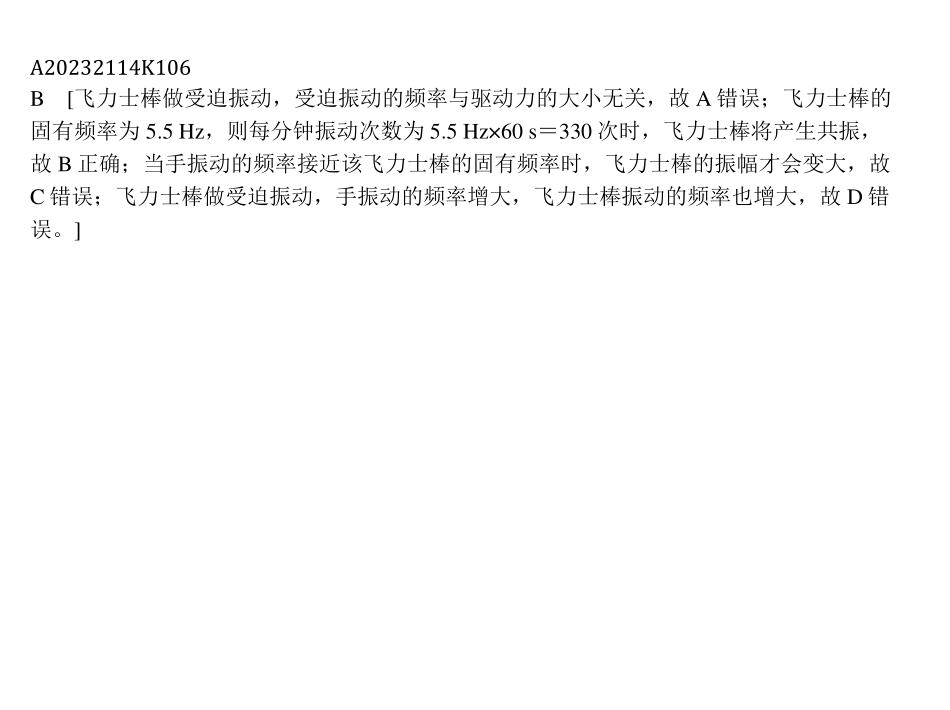 A20232114K106
B　[飞力士棒做受迫振动，受迫振动的频率与驱动力的大小无关，故 A 错误；飞力士棒的
固有频率为 5.5 Hz，则每分钟振动次数为 5.5 Hz×60 s＝330 次时，飞力士棒将产生共振，
故 B 正确；当手振动的频率接近该飞力士棒的固有频率时，飞力士棒的振幅才会变大，故
C 错误；飞力士棒做受迫振动，手振动的频率增大，飞力士棒振动的频率也增大，故 D 错
误。]